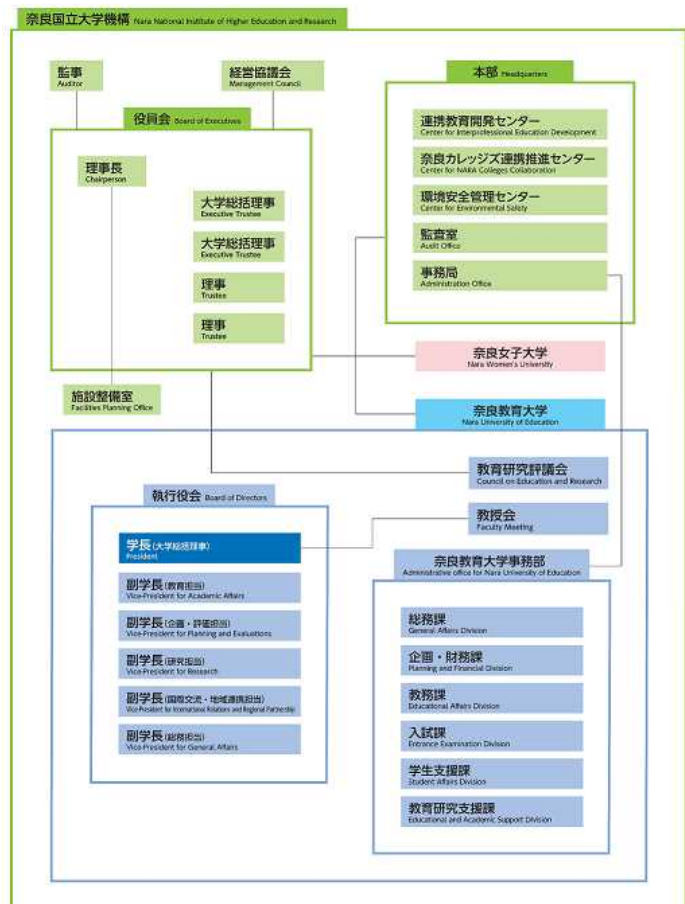 奈良国立大学機構 Nara National Institute of Higher Education and Research
監事
Auditor
経営協議会
Management Council
役員会 Board of Executives
理事長
Chairperson
大学総括理事
Executive Trustee
大学総括理事
Executive Trustee
理事
Trustee
理事
Trustee
施設整備室
Facilities Planning Office
本部 Headquarters
連携教育開発センター
Center for Interprofessional Education Development
奈良カレッジズ連携推進センター
Center for NARA Colleges Collaboration
環境安全管理センター
Center for Environmental Safety
監査室
Audit Office
事務局
Administration Office
奈良女子大学
Nara Women's University
奈良教育大学
Nara University of Education
教育研究評議会
Council on Education and Research
教授会
Faculty Meeting
執行役会 Board of Directors
学長(大学総括理事)
President
副学長(教育担当)
Vice-President for Academic Affairs
副学長(企画・評価担当)
Vice-President for Planning and Evaluations
副学長(研究担当)
Vice-President for Research
副学長(国際交流・地域連携担当)
Vice-President for International Relations and Regional Partnership
副学長(総務担当)
Vice-President for General Affairs
奈良教育大学事務部
Administrative office for Nara University of Education
総務課
General Affairs Division
企画・財務課
Planning and Financial Division
教務課
Educational Affairs Division
入試課
Entrance Examination Division
学生支援課
Student Affairs Division
教育研究支援課
Educational and Academic Support Division